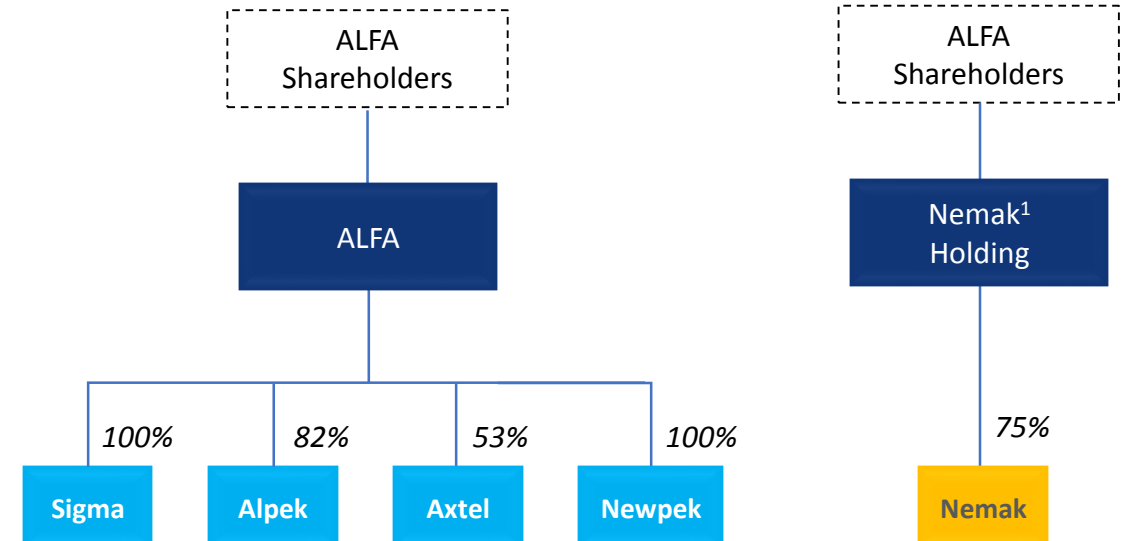 ALFA
Shareholders
ALFA
Shareholders
ALFA
Nemak¹
Holding
100%
82%
53%
100%
75%
Sigma
Alpek
Axtel
Newpek
Nemak